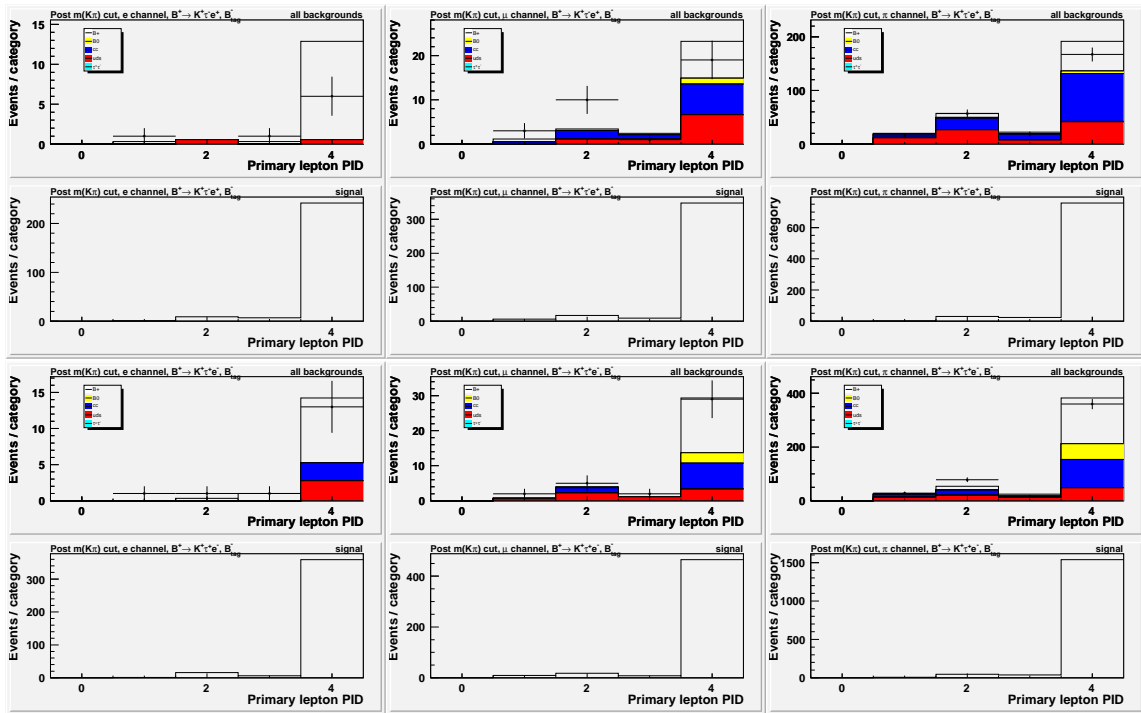 Post m(Kπ) cut, e channel, B⁺→ K⁺τ⁻e⁺, B⁻tag all backgrounds
Events / category
15
10
5
0
B+
B0
cc
uds
τ⁺τ⁻
0 2 4
Primary lepton PID
Post m(Kπ) cut, μ channel, B⁺→ K⁺τ⁻e⁺, B⁻tag all backgrounds
Events / category
20
10
0
B+
B0
cc
uds
τ⁺τ⁻
0 2 4
Primary lepton PID
Post m(Kπ) cut, π channel, B⁺→ K⁺τ⁻e⁺, B⁻tag all backgrounds
Events / category
200
100
0
B+
B0
cc
uds
τ⁺τ⁻
0 2 4
Primary lepton PID
Post m(Kπ) cut, e channel, B⁺→ K⁺τ⁻e⁺, B⁻tag signal
Events / category
200
100
0
0 2 4
Primary lepton PID
Post m(Kπ) cut, μ channel, B⁺→ K⁺τ⁻e⁺, B⁻tag signal
Events / category
300
200
100
0
0 2 4
Primary lepton PID
Post m(Kπ) cut, π channel, B⁺→ K⁺τ⁻e⁺, B⁻tag signal
Events / category
600
400
200
0
0 2 4
Primary lepton PID
Post m(Kπ) cut, e channel, B⁺→ K⁺τ⁺e⁻, B⁻tag all backgrounds
Events / category
15
10
5
0
B+
B0
cc
uds
τ⁺τ⁻
0 2 4
Primary lepton PID
Post m(Kπ) cut, μ channel, B⁺→ K⁺τ⁺e⁻, B⁻tag all backgrounds
Events / category
30
20
10
0
B+
B0
cc
uds
τ⁺τ⁻
0 2 4
Primary lepton PID
Post m(Kπ) cut, π channel, B⁺→ K⁺τ⁺e⁻, B⁻tag all backgrounds
Events / category
400
200
0
B+
B0
cc
uds
τ⁺τ⁻
0 2 4
Primary lepton PID
Post m(Kπ) cut, e channel, B⁺→ K⁺τ⁺e⁻, B⁻tag signal
Events / category
300
200
100
0
0 2 4
Primary lepton PID
Post m(Kπ) cut, μ channel, B⁺→ K⁺τ⁺e⁻, B⁻tag signal
Events / category
400
200
0
0 2 4
Primary lepton PID
Post m(Kπ) cut, π channel, B⁺→ K⁺τ⁺e⁻, B⁻tag signal
Events / category
1500
1000
500
0
0 2 4
Primary lepton PID